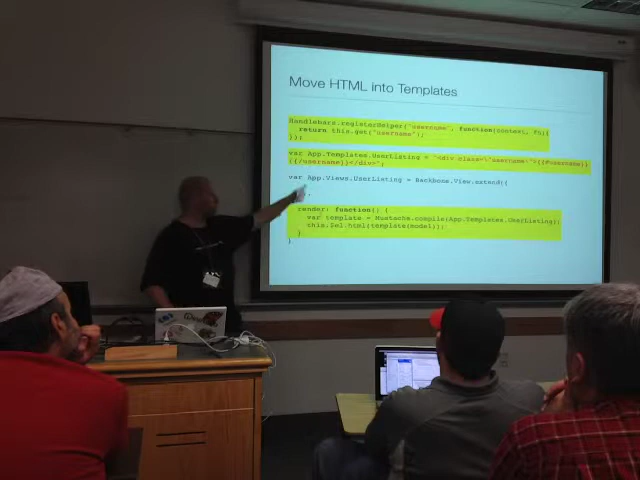 Move HTML into Templates
Handlebars.registerHelper('username', function(context, fn){
return this.get("username");
});
var App.Templates.UserListing = "<div class=\"username\">{{#username}}
{{/username}}</div>";
var App.Views.UserListing = Backbone.View.extend({
render: function() {
var template = Mustache.compile(App.Templates.UserListing);
this.$el.html(template(model));
}
}